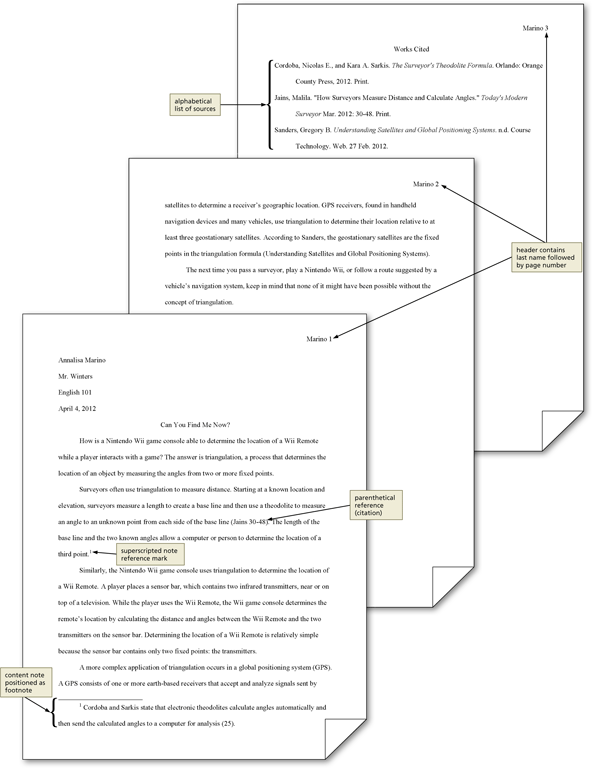 Marino 3
Works Cited
Cordoba, Nicolas E., and Kara A. Sarkis. The Surveyor's Theodolite Formula. Orlando: Orange
County Press, 2012. Print.
Jains, Malila. "How Surveyors Measure Distance and Calculate Angles." Today's Modern
Surveyor Mar. 2012: 30-48. Print.
Sanders, Gregory B. Understanding Satellites and Global Positioning Systems. n.d. Course
Technology. Web. 27 Feb. 2012.
alphabetical
list of sources
Marino 2
satellites to determine a receiver's geographic location. GPS receivers, found in handheld
navigation devices and many vehicles, use triangulation to determine their location relative to at
least three geostationary satellites. According to Sanders, the geostationary satellites are the fixed
points in the triangulation formula (Understanding Satellites and Global Positioning Systems).
The next time you pass a surveyor, play a Nintendo Wii, or follow a route suggested by a
vehicle's navigation system, keep in mind that none of it might have been possible without the
concept of triangulation.
header contains
last name followed
by page number
Marino 1
Annalisa Marino
Mr. Winters
English 101
April 4, 2012
Can You Find Me Now?
How is a Nintendo Wii game console able to determine the location of a Wii Remote
while a player interacts with a game? The answer is triangulation, a process that determines the
location of an object by measuring the angles from two or more fixed points.
Surveyors often use triangulation to measure distance. Starting at a known location and
elevation, surveyors measure a length to create a base line and then use a theodolite to measure
an angle to an unknown point from each side of the base line (Jains 30-48). The length of the
base line and the two known angles allow a computer or person to determine the location of a
third point.1
parenthetical
reference
(citation)
superscripted note
reference mark
Similarly, the Nintendo Wii game console uses triangulation to determine the location of
a Wii Remote. A player places a sensor bar, which contains two infrared transmitters, near or on
top of a television. While the player uses the Wii Remote, the Wii game console determines the
remote's location by calculating the distance and angles between the Wii Remote and the two
transmitters on the sensor bar. Determining the location of a Wii Remote is relatively simple
because the sensor bar contains only two fixed points: the transmitters.
A more complex application of triangulation occurs in a global positioning system (GPS).
A GPS consists of one or more earth-based receivers that accept and analyze signals sent by
content note
positioned as
footnote
1 Cordoba and Sarkis state that electronic theodolites calculate angles automatically and
then send the calculated angles to a computer for analysis (25).